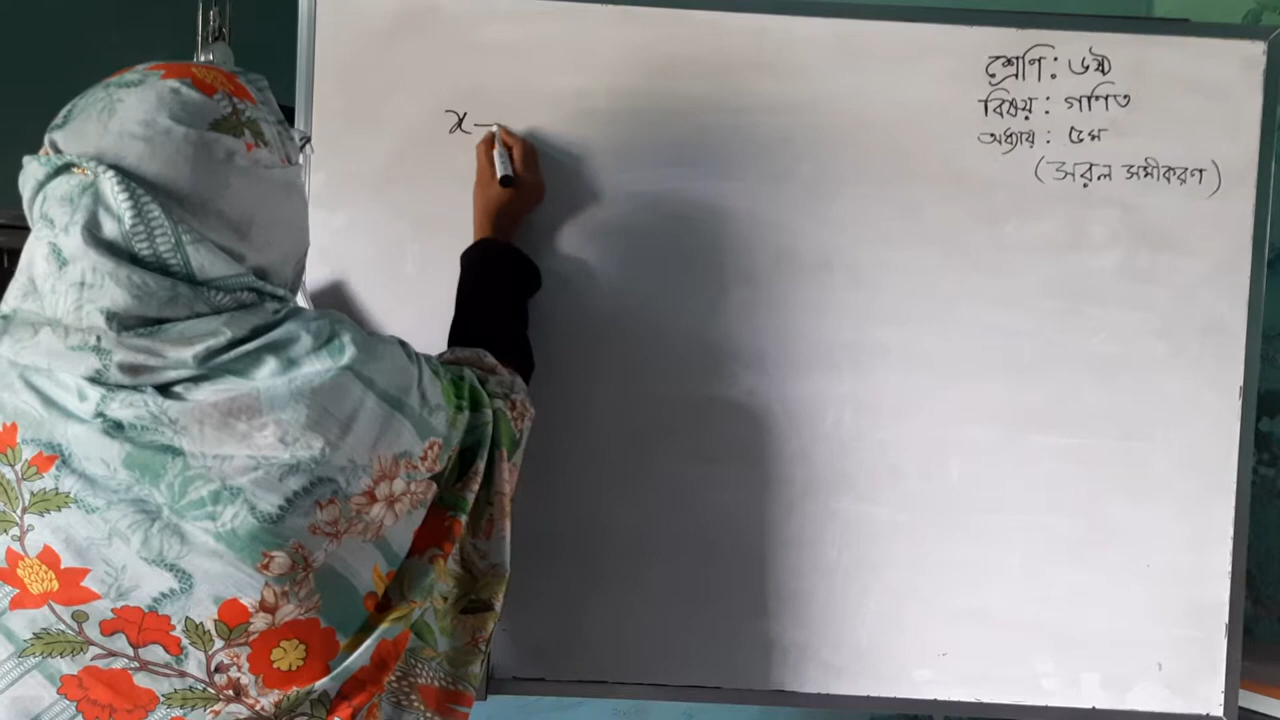 x –
শ্রেণি : ৬ষ্ঠ
বিষয় : গণিত
অধ্যায় : ৫ম
(সরল সমীকরণ)